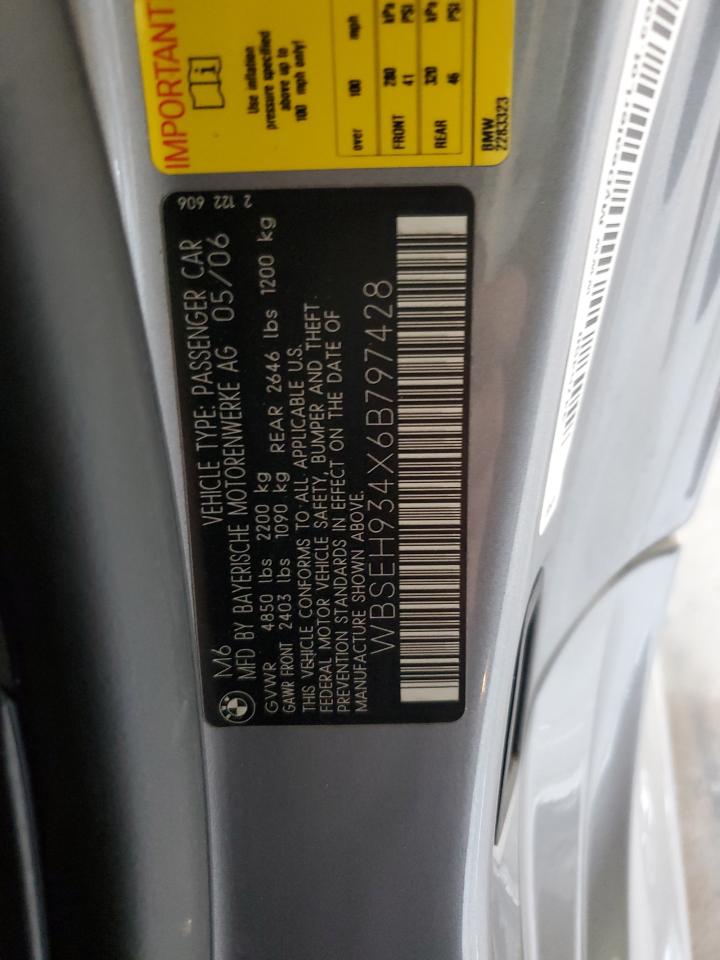 IMPORTANT
Use inflation
pressure specified
above up to
100 mph only!
over 100 mph
kPa PSI
FRONT 280 41
kPa PSI
REAR 320 46
BMW
2283323
2 122 606
M6 VEHICLE TYPE: PASSENGER CAR
MFD BY BAYERISCHE MOTORENWERKE AG 05/06
GVWR 4850 lbs 2200 kg
GAWR FRONT 2403 lbs 1090 kg REAR 2646 lbs 1200 kg
THIS VEHICLE CONFORMS TO ALL APPLICABLE U.S.
FEDERAL MOTOR VEHICLE SAFETY, BUMPER AND THEFT
PREVENTION STANDARDS IN EFFECT ON THE DATE OF
MANUFACTURE SHOWN ABOVE.
WBSEH934X6B797428